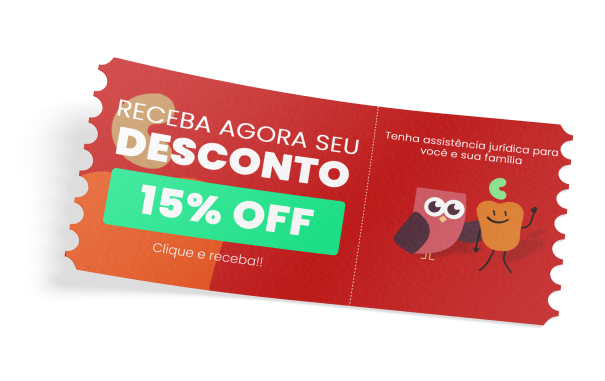 RECEBA AGORA SEU
DESCONTO
15% OFF
Clique e receba!!
Tenha assistência jurídica para
você e sua família